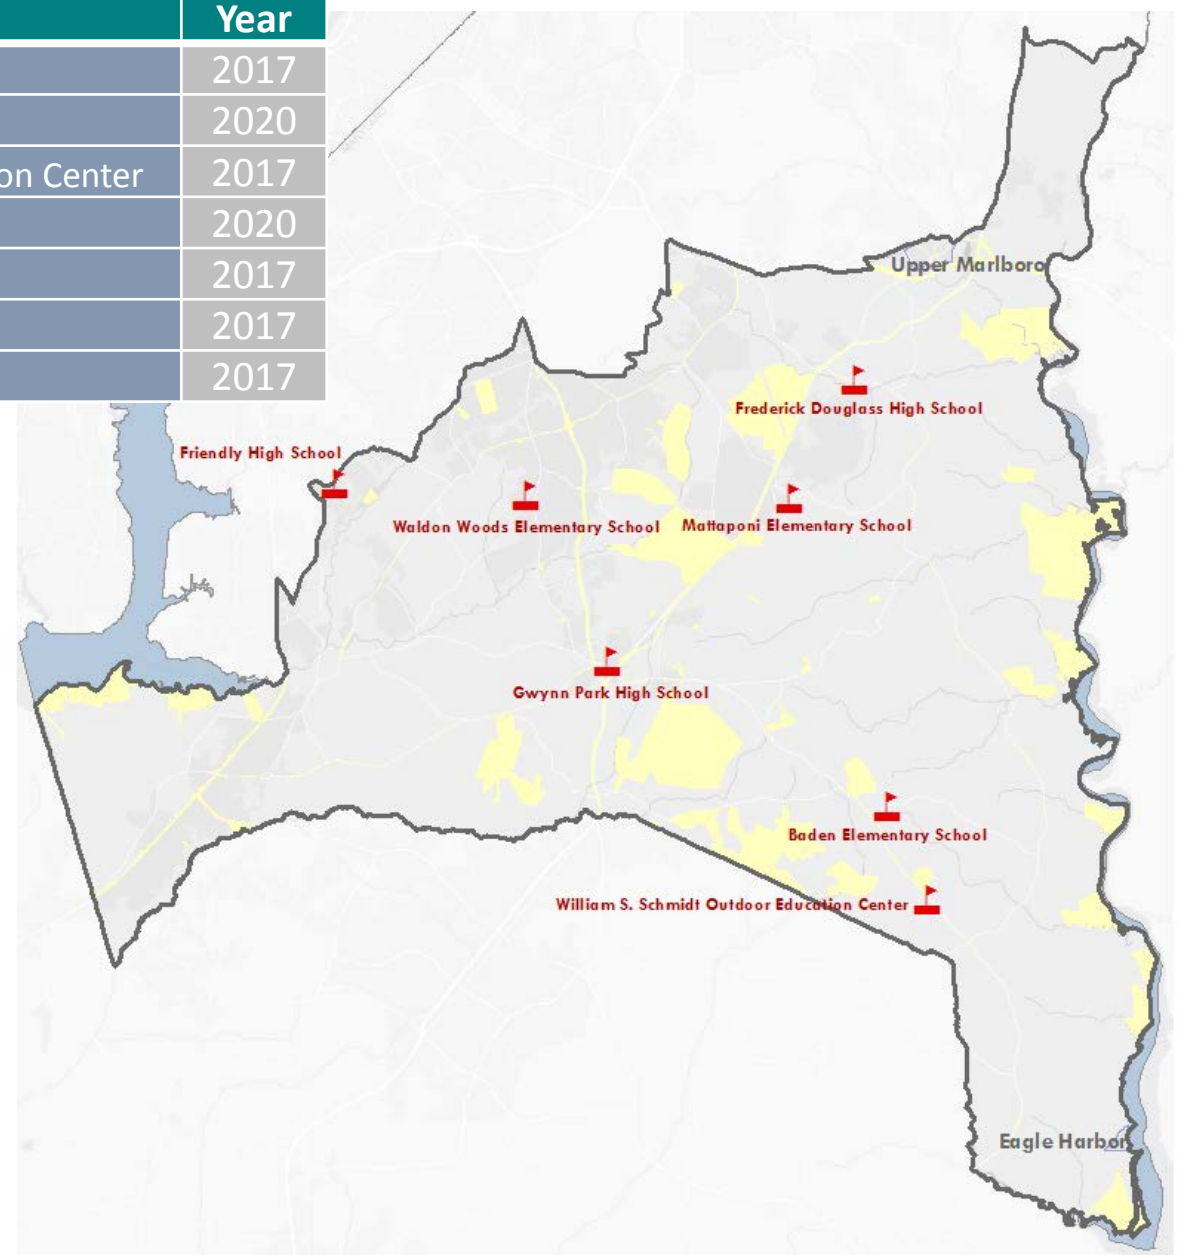 Year
2017
2020
on Center 2017
2020
2017
2017
2017
Upper Marlboro
Frederick Douglass High School
Friendly High School
Waldon Woods Elementary School
Mattaponi Elementary School
Gwynn Park High School
Baden Elementary School
William S. Schmidt Outdoor Education Center
Eagle Harbor